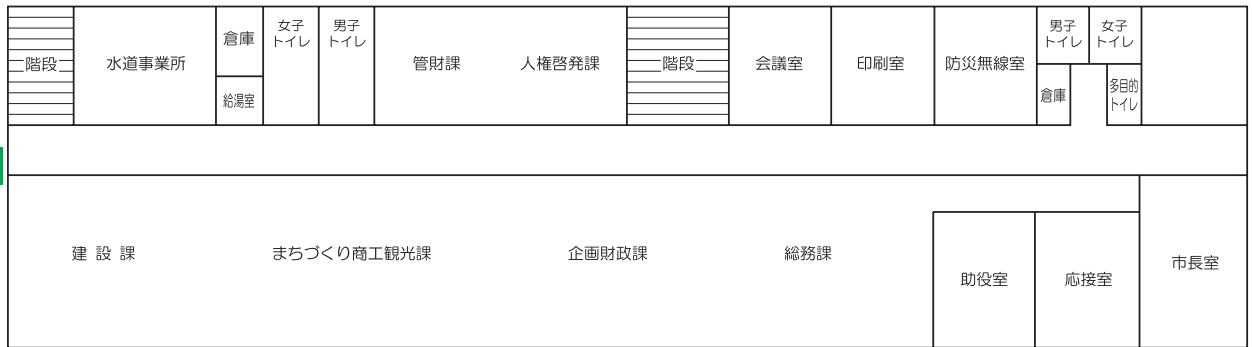 階段
水道事業所
倉庫
給湯室
女子
トイレ
男子
トイレ
管財課
人権啓発課
階段
会議室
印刷室
防災無線室
男子
トイレ
女子
トイレ
倉庫
多目的
トイレ
建設課
まちづくり商工観光課
企画財政課
総務課
助役室
応接室
市長室